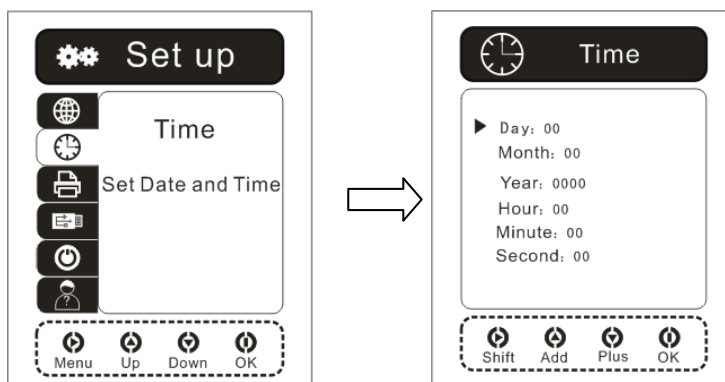 Set up
Time
Set Date and Time
Menu Up Down OK
Time
Day: 00
Month: 00
Year: 0000
Hour: 00
Minute: 00
Second: 00
Shift Add Plus OK